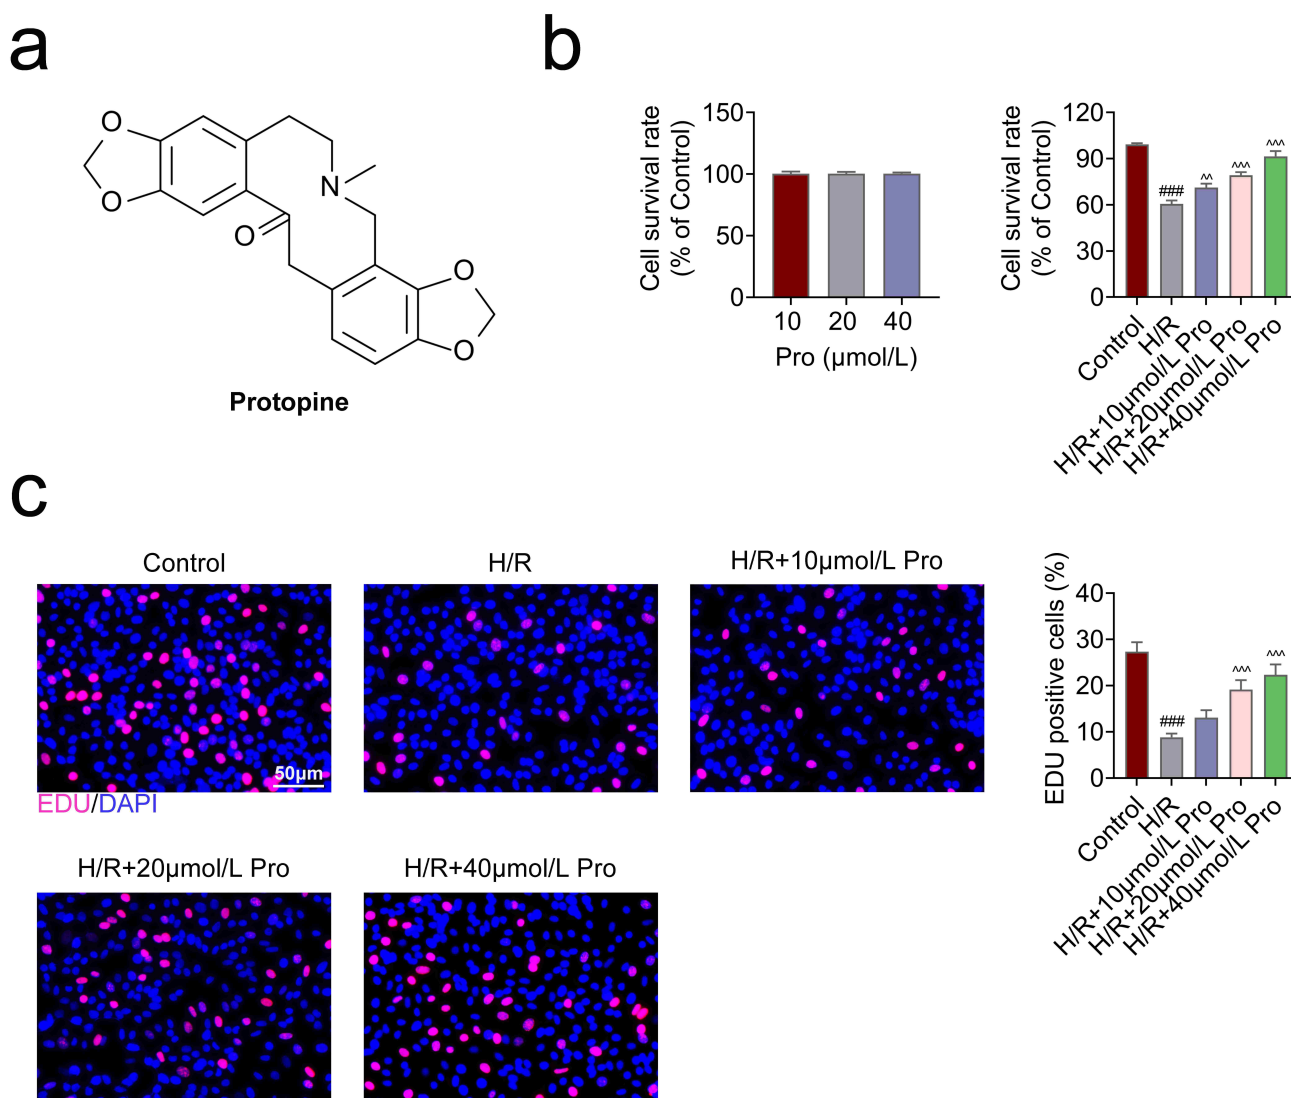 a
O
O
N
O
O
O
Protopine
b
Cell survival rate
(% of Control)
150
100
50
0
10 20 40
Pro (μmol/L)
Cell survival rate
(% of Control)
120
90
60
30
0
###
^^
^^^
^^^
Control
H/R
H/R+10μmol/L Pro
H/R+20μmol/L Pro
H/R+40μmol/L Pro
c
Control
H/R
H/R+10μmol/L Pro
50μm
EDU/DAPI
H/R+20μmol/L Pro
H/R+40μmol/L Pro
EDU positive cells (%)
40
30
20
10
0
###
^^^
^^^
Control
H/R
H/R+10μmol/L Pro
H/R+20μmol/L Pro
H/R+40μmol/L Pro